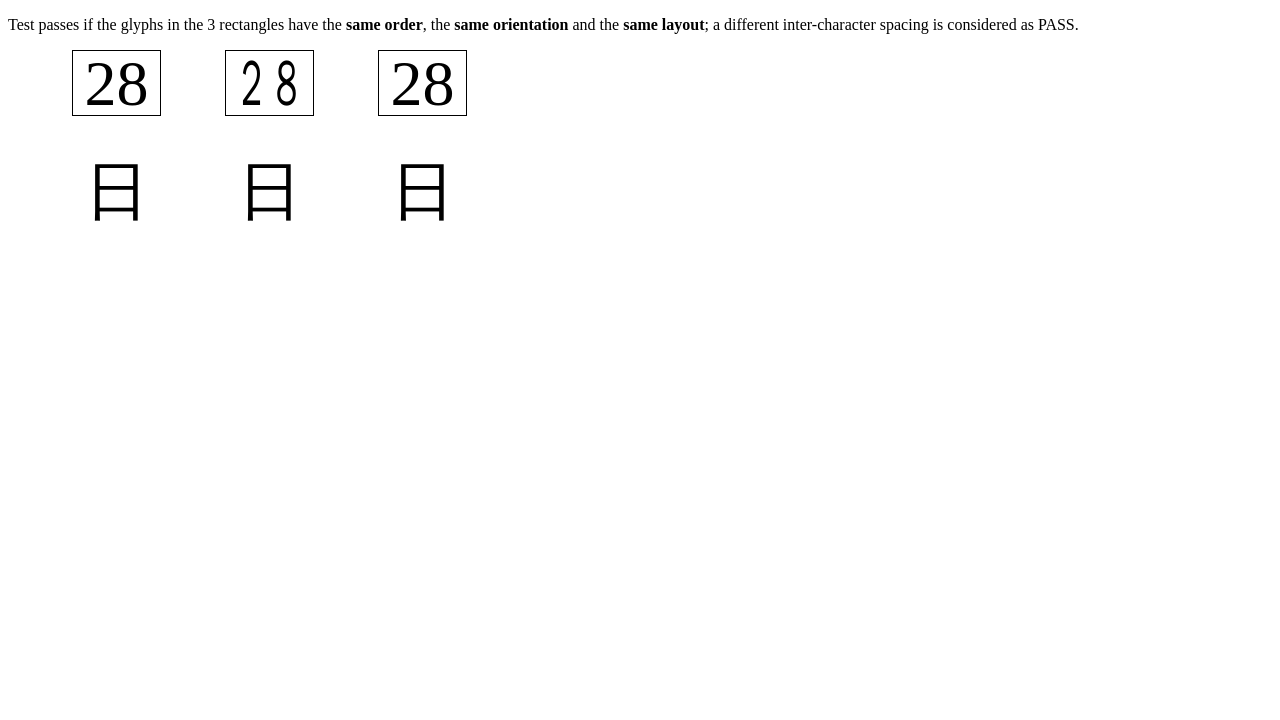 Test passes if the glyphs in the 3 rectangles have the same order, the same orientation and the same layout; a different inter-character spacing is considered as PASS.
28 28 28
日 日 日